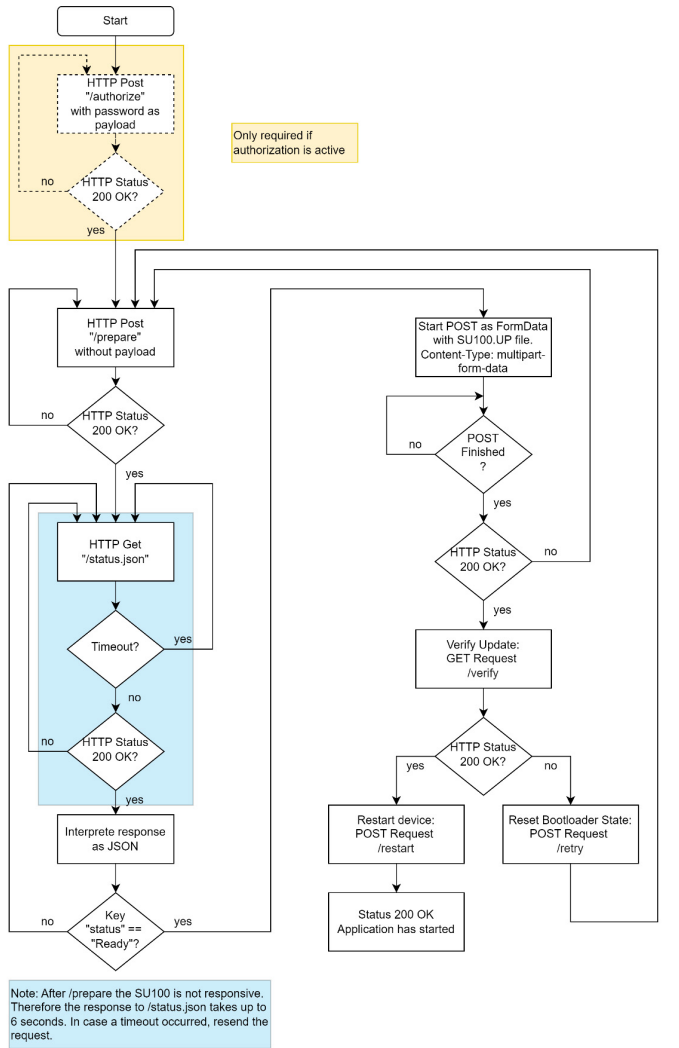 Start
HTTP Post
"/authorize"
with password as
payload
Only required if
authorization is active
no
HTTP Status
200 OK?
yes
HTTP Post
"/prepare"
without payload
no
HTTP Status
200 OK?
yes
HTTP Get
"/status.json"
Timeout?
yes
no
no
HTTP Status
200 OK?
yes
Interprete response
as JSON
no
Key
"status" ==
"Ready"?
yes
Note: After /prepare the SU100 is not responsive.
Therefore the response to /status.json takes up to
6 seconds. In case a timeout occurred, resend the
request.
Start POST as FormData
with SU100.UP file.
Content-Type: multipart-
form-data
no
POST
Finished
?
yes
HTTP Status
200 OK?
no
yes
Verify Update:
GET Request
/verify
HTTP Status
200 OK?
yes
no
Restart device:
POST Request
/restart
Reset Bootloader State:
POST Request
/retry
Status 200 OK
Application has started